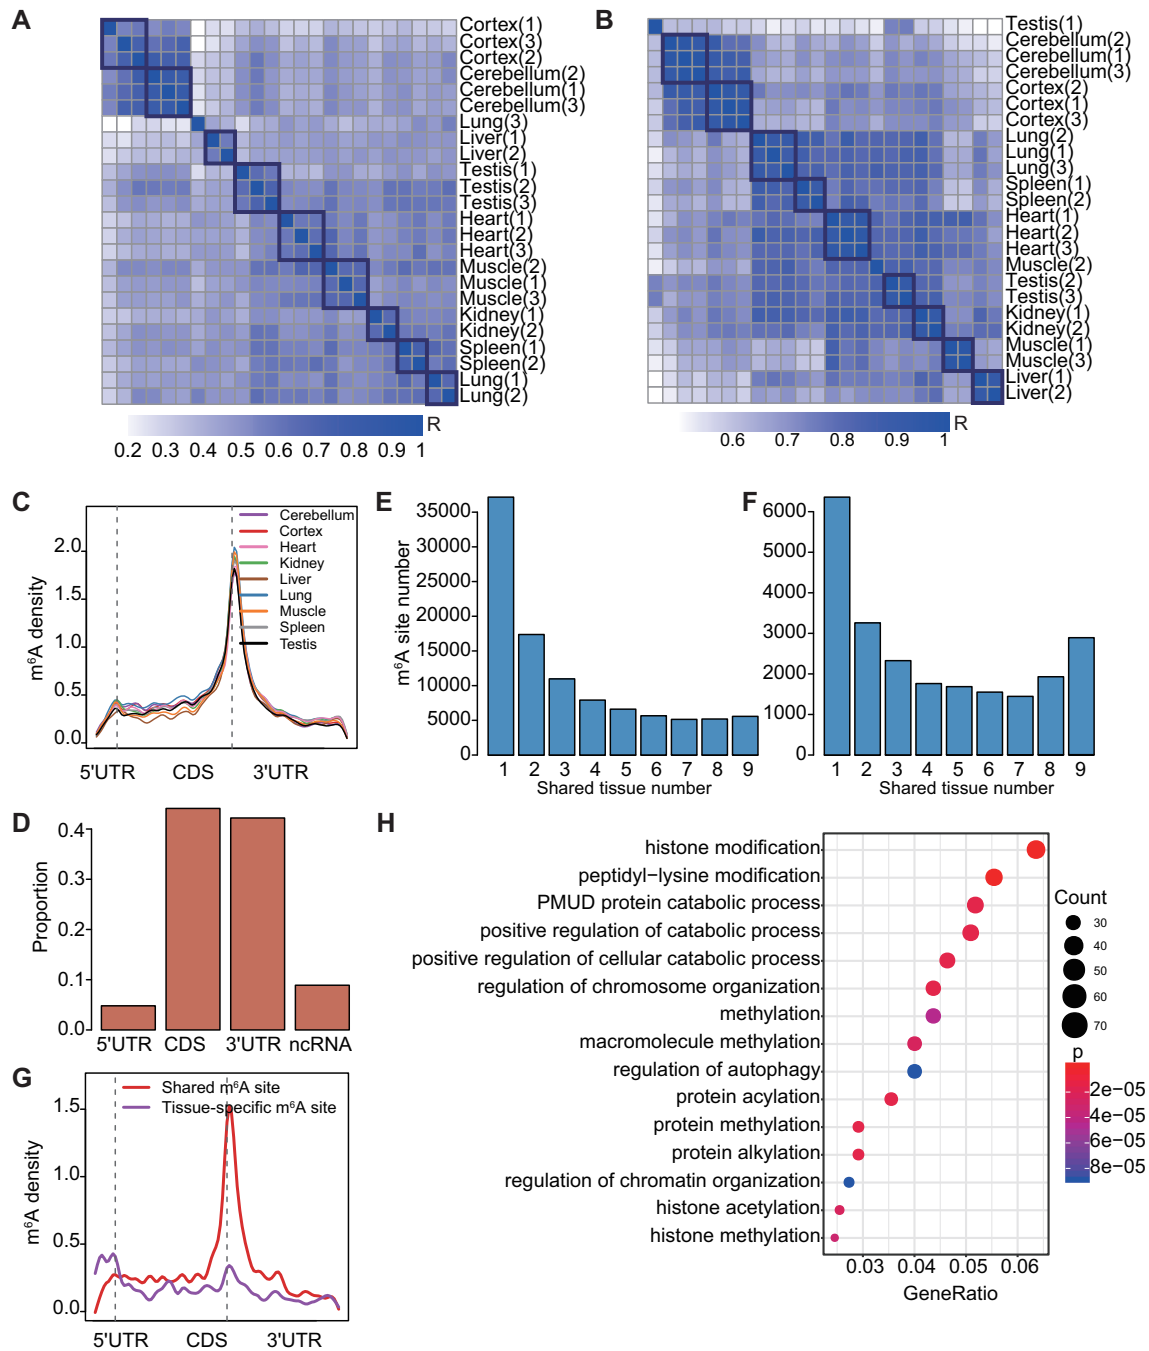 A
Cortex(1)
Cortex(3)
Cortex(2)
Cerebellum(2)
Cerebellum(1)
Cerebellum(3)
Lung(3)
Liver(1)
Liver(2)
Testis(1)
Testis(2)
Testis(3)
Heart(1)
Heart(2)
Heart(3)
Muscle(2)
Muscle(1)
Muscle(3)
Kidney(1)
Kidney(2)
Spleen(1)
Spleen(2)
Lung(1)
Lung(2)
R
0.2 0.3 0.4 0.5 0.6 0.7 0.8 0.9 1
B
Testis(1)
Cerebellum(2)
Cerebellum(1)
Cerebellum(3)
Cortex(2)
Cortex(1)
Cortex(3)
Lung(2)
Lung(1)
Lung(3)
Spleen(1)
Spleen(2)
Heart(1)
Heart(2)
Heart(3)
Muscle(2)
Testis(2)
Testis(3)
Kidney(1)
Kidney(2)
Muscle(1)
Muscle(3)
Liver(1)
Liver(2)
R
0.6 0.7 0.8 0.9 1
C
m⁶A density
2.0
1.5
1.0
0.5
0.0
Cerebellum
Cortex
Heart
Kidney
Liver
Lung
Muscle
Spleen
Testis
5'UTR CDS 3'UTR
E
m⁶A site number
35000
30000
25000
20000
15000
10000
5000
0
1 2 3 4 5 6 7 8 9
Shared tissue number
F
6000
5000
4000
3000
2000
1000
0
1 2 3 4 5 6 7 8 9
Shared tissue number
D
Proportion
0.4
0.3
0.2
0.1
0.0
5'UTR CDS 3'UTR ncRNA
G
m⁶A density
1.5
1.0
0.5
0.0
Shared m⁶A site
Tissue-specific m⁶A site
5'UTR CDS 3'UTR
H
histone modification
peptidyl−lysine modification
PMUD protein catabolic process
positive regulation of catabolic process
positive regulation of cellular catabolic process
regulation of chromosome organization
methylation
macromolecule methylation
regulation of autophagy
protein acylation
protein methylation
protein alkylation
regulation of chromatin organization
histone acetylation
histone methylation
0.03 0.04 0.05 0.06
GeneRatio
Count
30
40
50
60
70
p
2e−05
4e−05
6e−05
8e−05